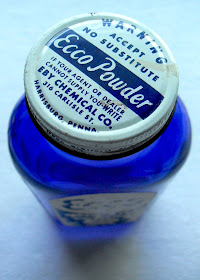 WARNING
ACCEPT
NO SUBSTITUTE
Ecco Powder
IF YOUR AGENT OR DEALER
CANNOT SUPPLY YOU WRITE
EBY CHEMICAL CO.
316 CARLISLE ST.
HARRISBURG, PENNA.